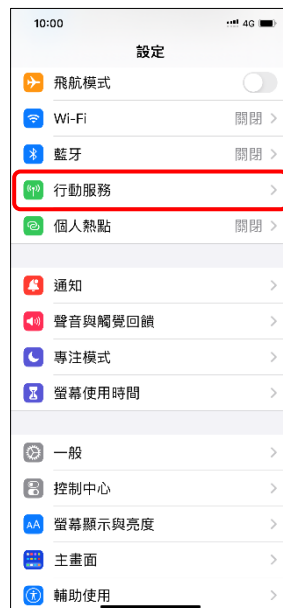 10:00 4G
設定
飛航模式
Wi-Fi 關閉
藍牙 關閉
行動服務
個人熱點 關閉
通知
聲音與觸覺回饋
專注模式
螢幕使用時間
一般
控制中心
AA 螢幕顯示與亮度
主畫面
輔助使用